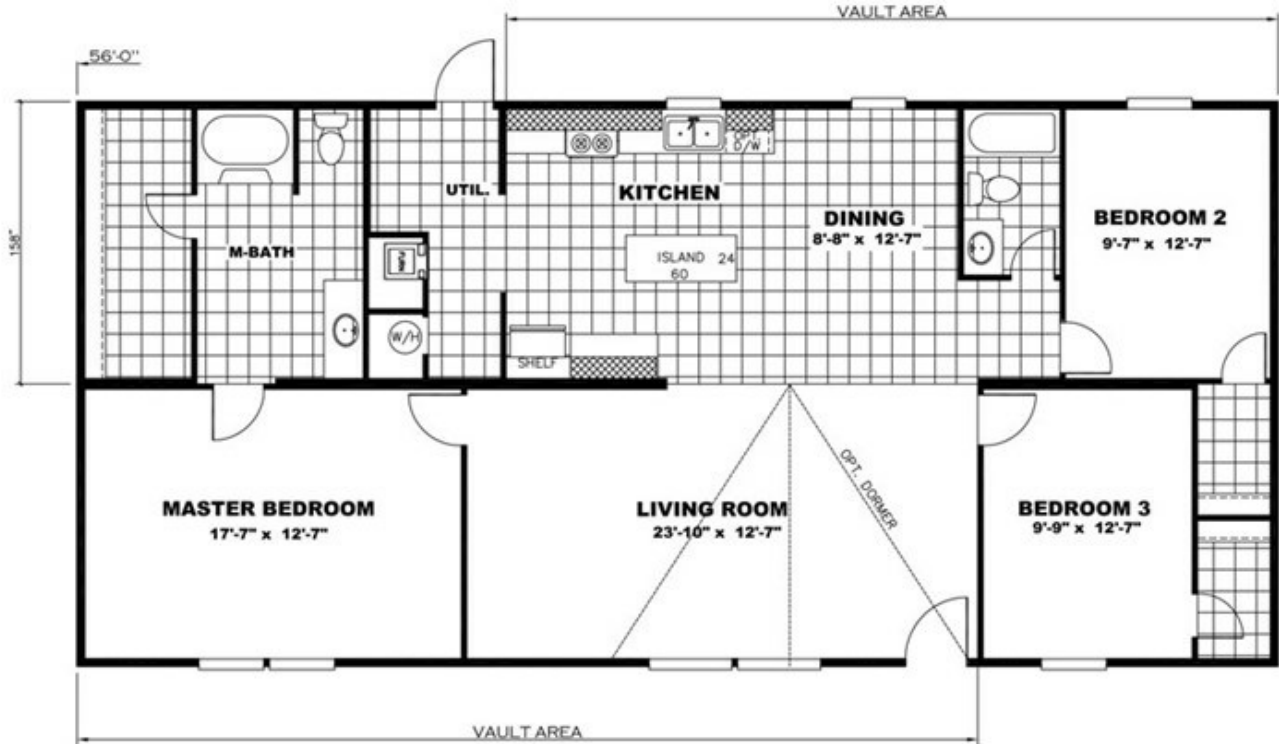 VAULT AREA
56'-0"
158"
UTIL.
KITCHEN
OPT.
D/W
DINING
8'-8" x 12'-7"
BEDROOM 2
9'-7" x 12'-7"
M-BATH
FURN
ISLAND 24
60
W/H
SHELF
MASTER BEDROOM
17'-7" x 12'-7"
LIVING ROOM
23'-10" x 12'-7"
OPT. DORMER
BEDROOM 3
9'-9" x 12'-7"
VAULT AREA